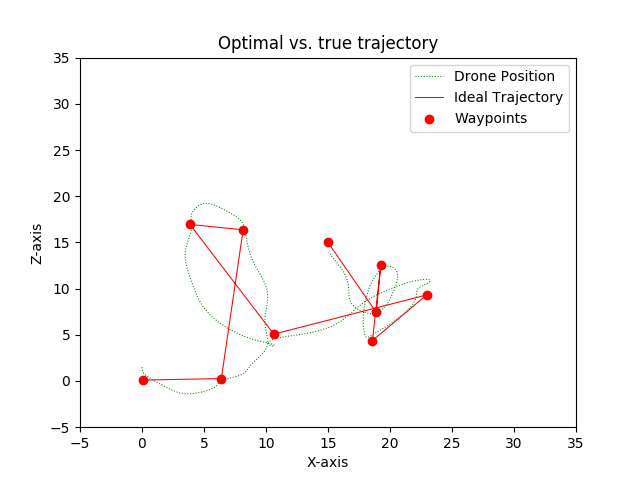 Optimal vs. true trajectory
Drone Position
Ideal Trajectory
Waypoints
35
30
25
20
15
10
5
0
−5
Z-axis
−5 0 5 10 15 20 25 30 35
X-axis